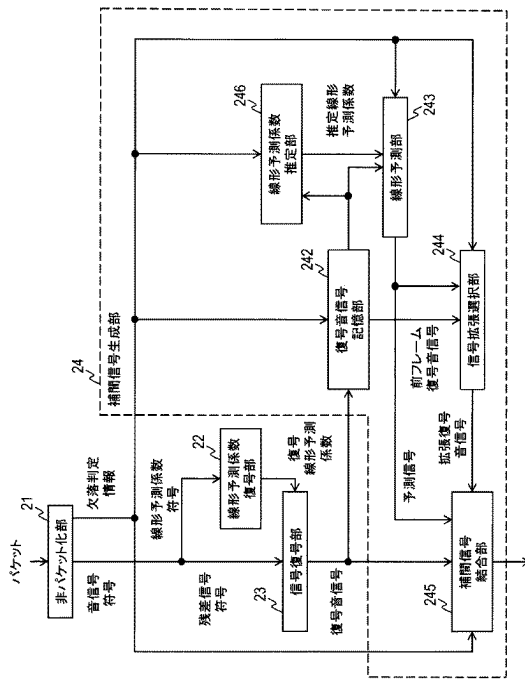 パケット
21
非パケット化部
欠落判定
情報
音信号
符号
24
補間信号生成部
線形予測係数
符号
22
線形予測係数
復号部
残差信号
符号
復号
線形予測
係数
23
信号復号部
復号音信号
246
線形予測係数
推定部
推定線形
予測係数
242
復号音信号
記憶部
243
線形予測部
前フレーム
復号音信号
244
信号拡張選択部
予測信号
拡張復号
音信号
245
補間信号
結合部